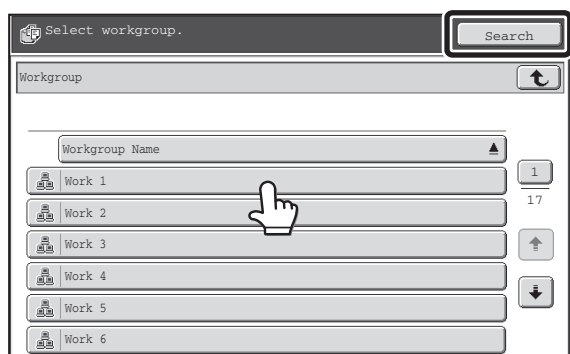 Select workgroup.
Search
Workgroup
Workgroup Name
1
17
Work 1
Work 2
Work 3
Work 4
Work 5
Work 6